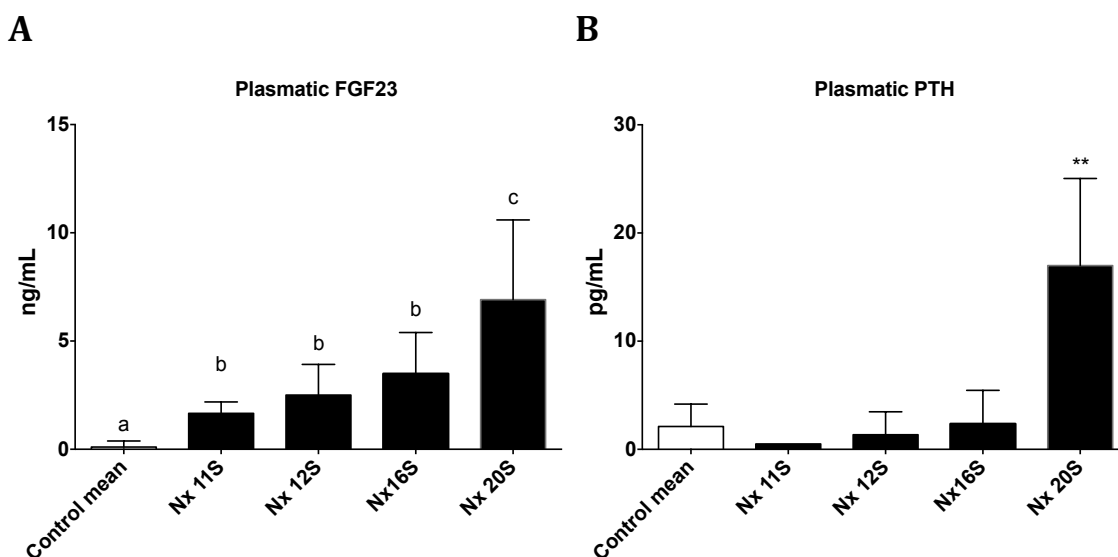 A
Plasmatic FGF23
ng/mL
15
10
5
0
a
b
b
b
c
Control mean
Nx 11S
Nx 12S
Nx16S
Nx 20S
B
Plasmatic PTH
pg/mL
30
20
10
0
**
Control mean
Nx 11S
Nx 12S
Nx16S
Nx 20S